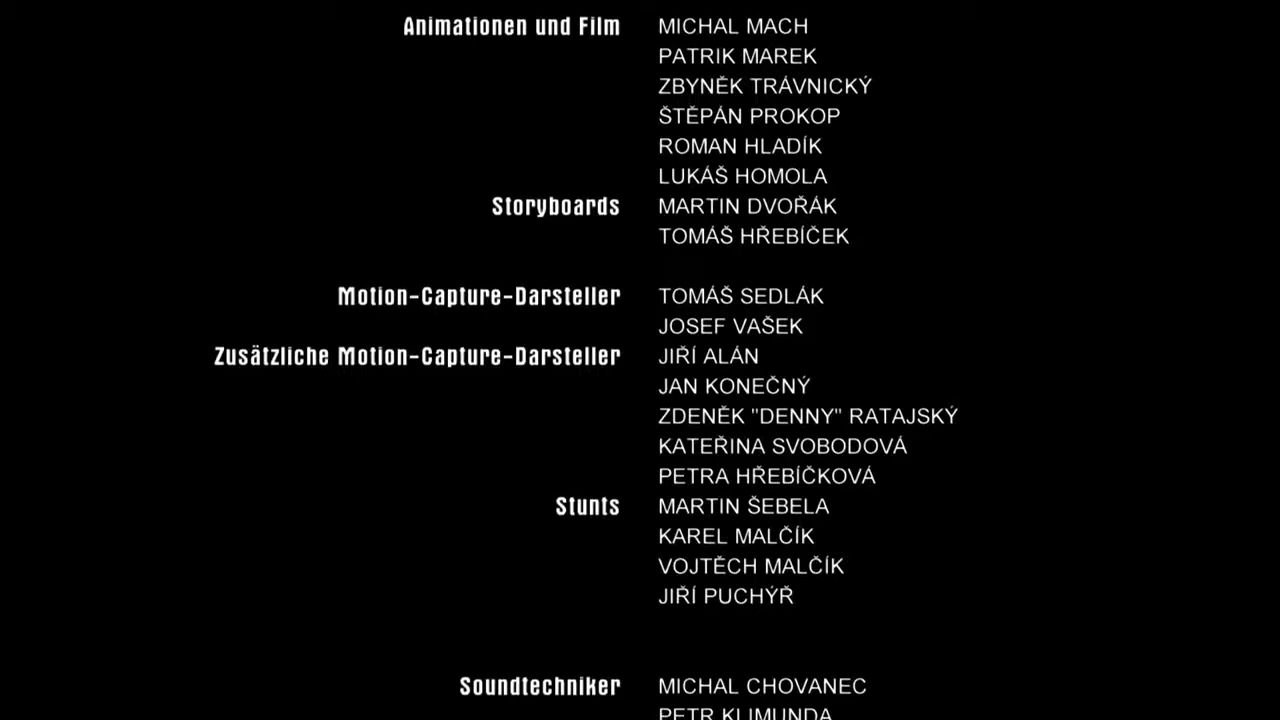 Animationen und Film MICHAL MACH
PATRIK MAREK
ZBYNĚK TRÁVNICKÝ
ŠTĚPÁN PROKOP
ROMAN HLADÍK
LUKÁŠ HOMOLA
Storyboards MARTIN DVOŘÁK
TOMÁŠ HŘEBÍČEK
Motion-Capture-Darsteller TOMÁŠ SEDLÁK
JOSEF VAŠEK
Zusätzliche Motion-Capture-Darsteller JIŘÍ ALÁN
JAN KONEČNÝ
ZDENĚK "DENNY" RATAJSKÝ
KATEŘINA SVOBODOVÁ
PETRA HŘEBÍČKOVÁ
Stunts MARTIN ŠEBELA
KAREL MALČÍK
VOJTĚCH MALČÍK
JIŘÍ PUCHÝŘ
Soundtechniker MICHAL CHOVANEC
PETR KLIMUNDA